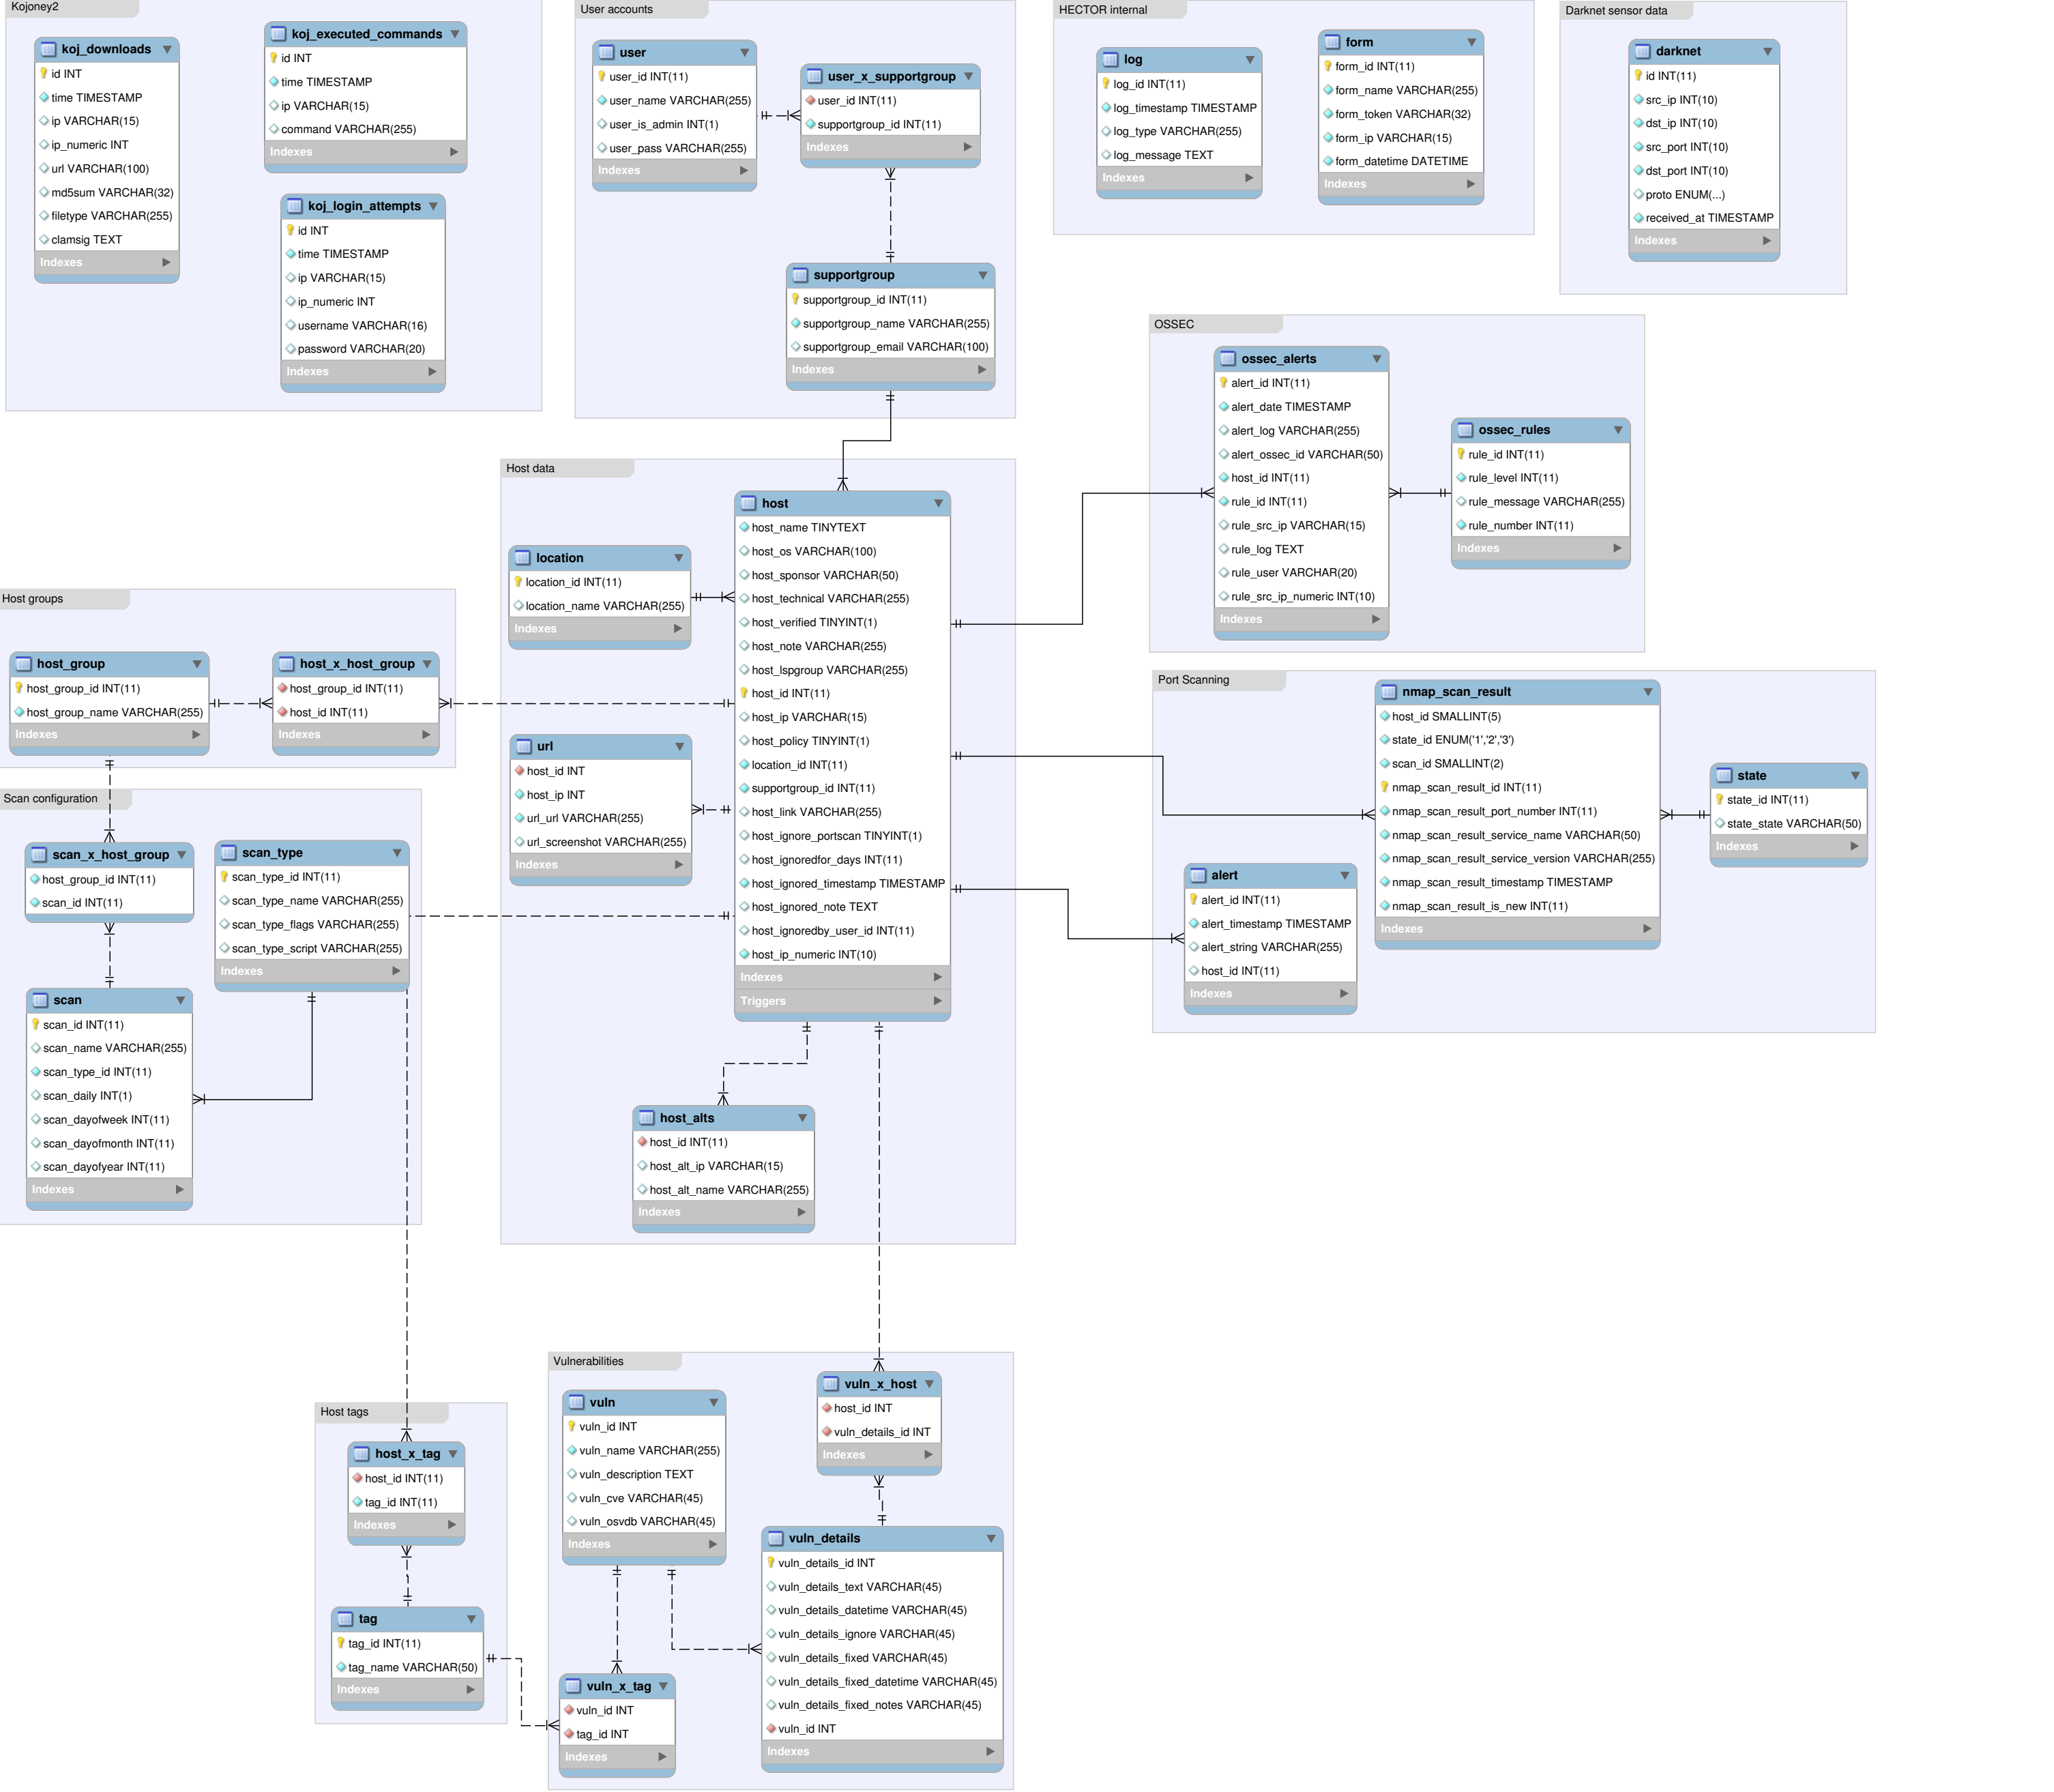 Kojoney2
koj_downloads
id INT
time TIMESTAMP
ip VARCHAR(15)
ip_numeric INT
url VARCHAR(100)
md5sum VARCHAR(32)
filetype VARCHAR(255)
clamsig TEXT
Indexes
koj_executed_commands
id INT
time TIMESTAMP
ip VARCHAR(15)
command VARCHAR(255)
Indexes
koj_login_attempts
id INT
time TIMESTAMP
ip VARCHAR(15)
ip_numeric INT
username VARCHAR(16)
password VARCHAR(20)
Indexes
User accounts
user
user_id INT(11)
user_name VARCHAR(255)
user_is_admin INT(1)
user_pass VARCHAR(255)
Indexes
user_x_supportgroup
user_id INT(11)
supportgroup_id INT(11)
Indexes
supportgroup
supportgroup_id INT(11)
supportgroup_name VARCHAR(255)
supportgroup_email VARCHAR(100)
Indexes
HECTOR internal
log
log_id INT(11)
log_timestamp TIMESTAMP
log_type VARCHAR(255)
log_message TEXT
Indexes
form
form_id INT(11)
form_name VARCHAR(255)
form_token VARCHAR(32)
form_ip VARCHAR(15)
form_datetime DATETIME
Indexes
Darknet sensor data
darknet
id INT(11)
src_ip INT(10)
dst_ip INT(10)
src_port INT(10)
dst_port INT(10)
proto ENUM(...)
received_at TIMESTAMP
Indexes
OSSEC
ossec_alerts
alert_id INT(11)
alert_date TIMESTAMP
alert_log VARCHAR(255)
alert_ossec_id VARCHAR(50)
host_id INT(11)
rule_id INT(11)
rule_src_ip VARCHAR(15)
rule_log TEXT
rule_user VARCHAR(20)
rule_src_ip_numeric INT(10)
Indexes
ossec_rules
rule_id INT(11)
rule_level INT(11)
rule_message VARCHAR(255)
rule_number INT(11)
Indexes
Host data
location
location_id INT(11)
location_name VARCHAR(255)
Indexes
url
host_id INT
host_ip INT
url_url VARCHAR(255)
url_screenshot VARCHAR(255)
Indexes
host
host_name TINYTEXT
host_os VARCHAR(100)
host_sponsor VARCHAR(50)
host_technical VARCHAR(255)
host_verified TINYINT(1)
host_note VARCHAR(255)
host_lspgroup VARCHAR(255)
host_id INT(11)
host_ip VARCHAR(15)
host_policy TINYINT(1)
location_id INT(11)
supportgroup_id INT(11)
host_link VARCHAR(255)
host_ignore_portscan TINYINT(1)
host_ignoredfor_days INT(11)
host_ignored_timestamp TIMESTAMP
host_ignored_note TEXT
host_ignoredby_user_id INT(11)
host_ip_numeric INT(10)
Indexes
Triggers
host_alts
host_id INT(11)
host_alt_ip VARCHAR(15)
host_alt_name VARCHAR(255)
Indexes
Host groups
host_group
host_group_id INT(11)
host_group_name VARCHAR(255)
Indexes
host_x_host_group
host_group_id INT(11)
host_id INT(11)
Indexes
Scan configuration
scan_x_host_group
host_group_id INT(11)
scan_id INT(11)
Indexes
scan_type
scan_type_id INT(11)
scan_type_name VARCHAR(255)
scan_type_flags VARCHAR(255)
scan_type_script VARCHAR(255)
Indexes
scan
scan_id INT(11)
scan_name VARCHAR(255)
scan_type_id INT(11)
scan_daily INT(1)
scan_dayofweek INT(11)
scan_dayofmonth INT(11)
scan_dayofyear INT(11)
Indexes
Port Scanning
nmap_scan_result
host_id SMALLINT(5)
state_id ENUM('1','2','3')
scan_id SMALLINT(2)
nmap_scan_result_id INT(11)
nmap_scan_result_port_number INT(11)
nmap_scan_result_service_name VARCHAR(50)
nmap_scan_result_service_version VARCHAR(255)
nmap_scan_result_timestamp TIMESTAMP
nmap_scan_result_is_new INT(11)
Indexes
state
state_id INT(11)
state_state VARCHAR(50)
Indexes
alert
alert_id INT(11)
alert_timestamp TIMESTAMP
alert_string VARCHAR(255)
host_id INT(11)
Indexes
Host tags
host_x_tag
host_id INT(11)
tag_id INT(11)
Indexes
tag
tag_id INT(11)
tag_name VARCHAR(50)
Indexes
Vulnerabilities
vuln
vuln_id INT
vuln_name VARCHAR(255)
vuln_description TEXT
vuln_cve VARCHAR(45)
vuln_osvdb VARCHAR(45)
Indexes
vuln_x_host
host_id INT
vuln_details_id INT
Indexes
vuln_details
vuln_details_id INT
vuln_details_text VARCHAR(45)
vuln_details_datetime VARCHAR(45)
vuln_details_ignore VARCHAR(45)
vuln_details_fixed VARCHAR(45)
vuln_details_fixed_datetime VARCHAR(45)
vuln_details_fixed_notes VARCHAR(45)
vuln_id INT
Indexes
vuln_x_tag
vuln_id INT
tag_id INT
Indexes